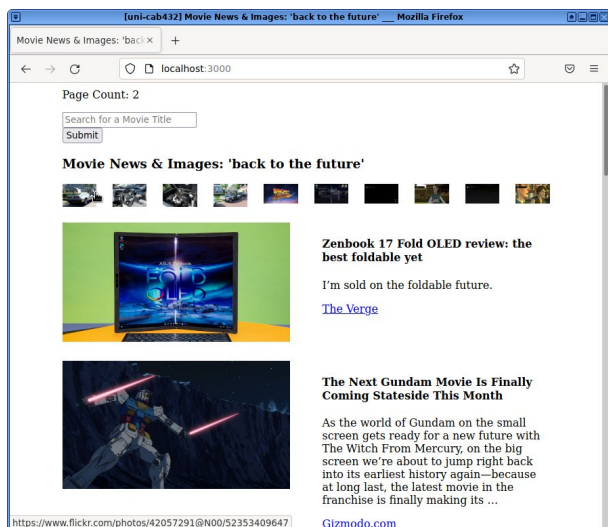 [uni-cab432] Movie News & Images: 'back to the future' __ Mozilla Firefox
Movie News & Images: 'back
localhost:3000
Page Count: 2
Search for a Movie Title
Submit
Movie News & Images: 'back to the future'
FOLD
OLED
Zenbook 17 Fold OLED review: the
best foldable yet
I'm sold on the foldable future.
The Verge
The Next Gundam Movie Is Finally
Coming Stateside This Month
As the world of Gundam on the small
screen gets ready for a new future with
The Witch From Mercury, on the big
screen we're about to jump right back
into its earliest history again—because
at long last, the latest movie in the
franchise is finally making its …
Gizmodo.com
https://www.flickr.com/photos/42057291@N00/52353409647